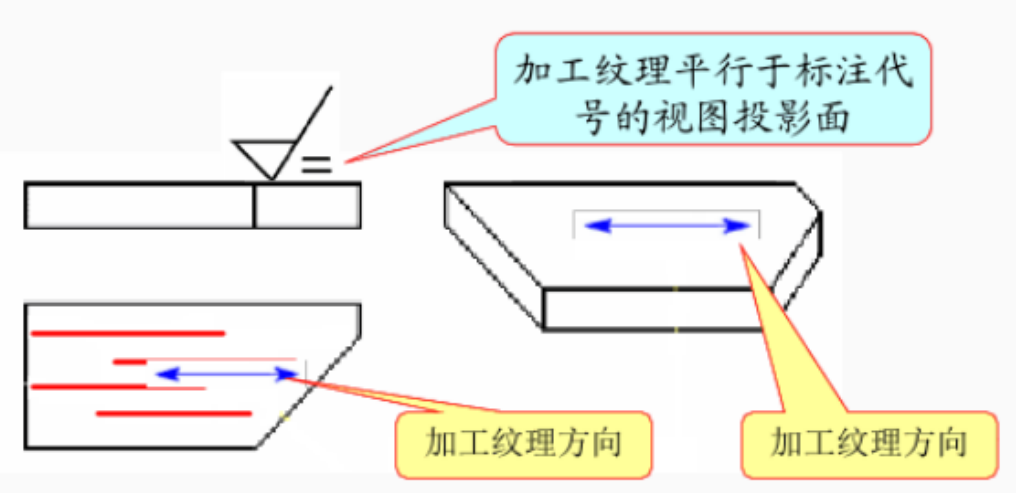 加工纹理平行于标注代
号的视图投影面
=
加工纹理方向
加工纹理方向